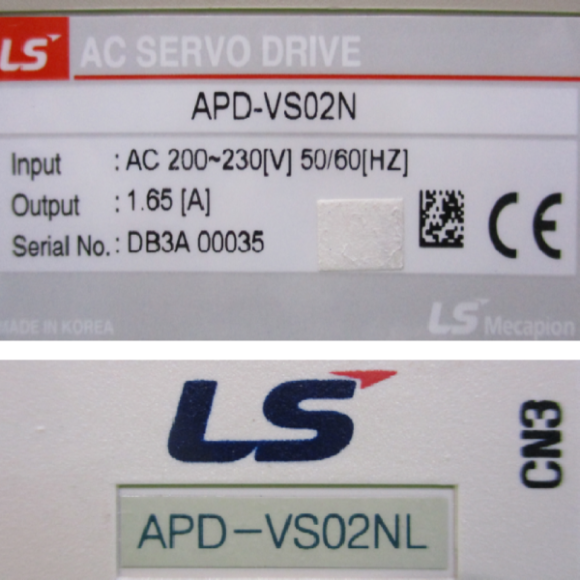 LS AC SERVO DRIVE
APD-VS02N
Input : AC 200~230[V] 50/60[HZ]
Output : 1.65 [A]
Serial No. : DB3A 00035
CE
MADE IN KOREA
LS Mecapion
LS
CN3
APD-VS02NL